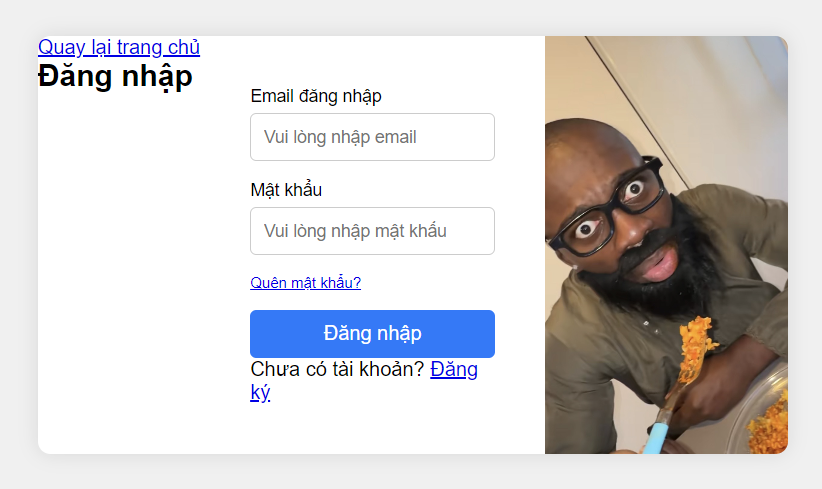 Quay lại trang chủ
Đăng nhập
Email đăng nhập
Vui lòng nhập email
Mật khẩu
Vui lòng nhập mật khẩu
Quên mật khẩu?
Đăng nhập
Chưa có tài khoản? Đăng
ký